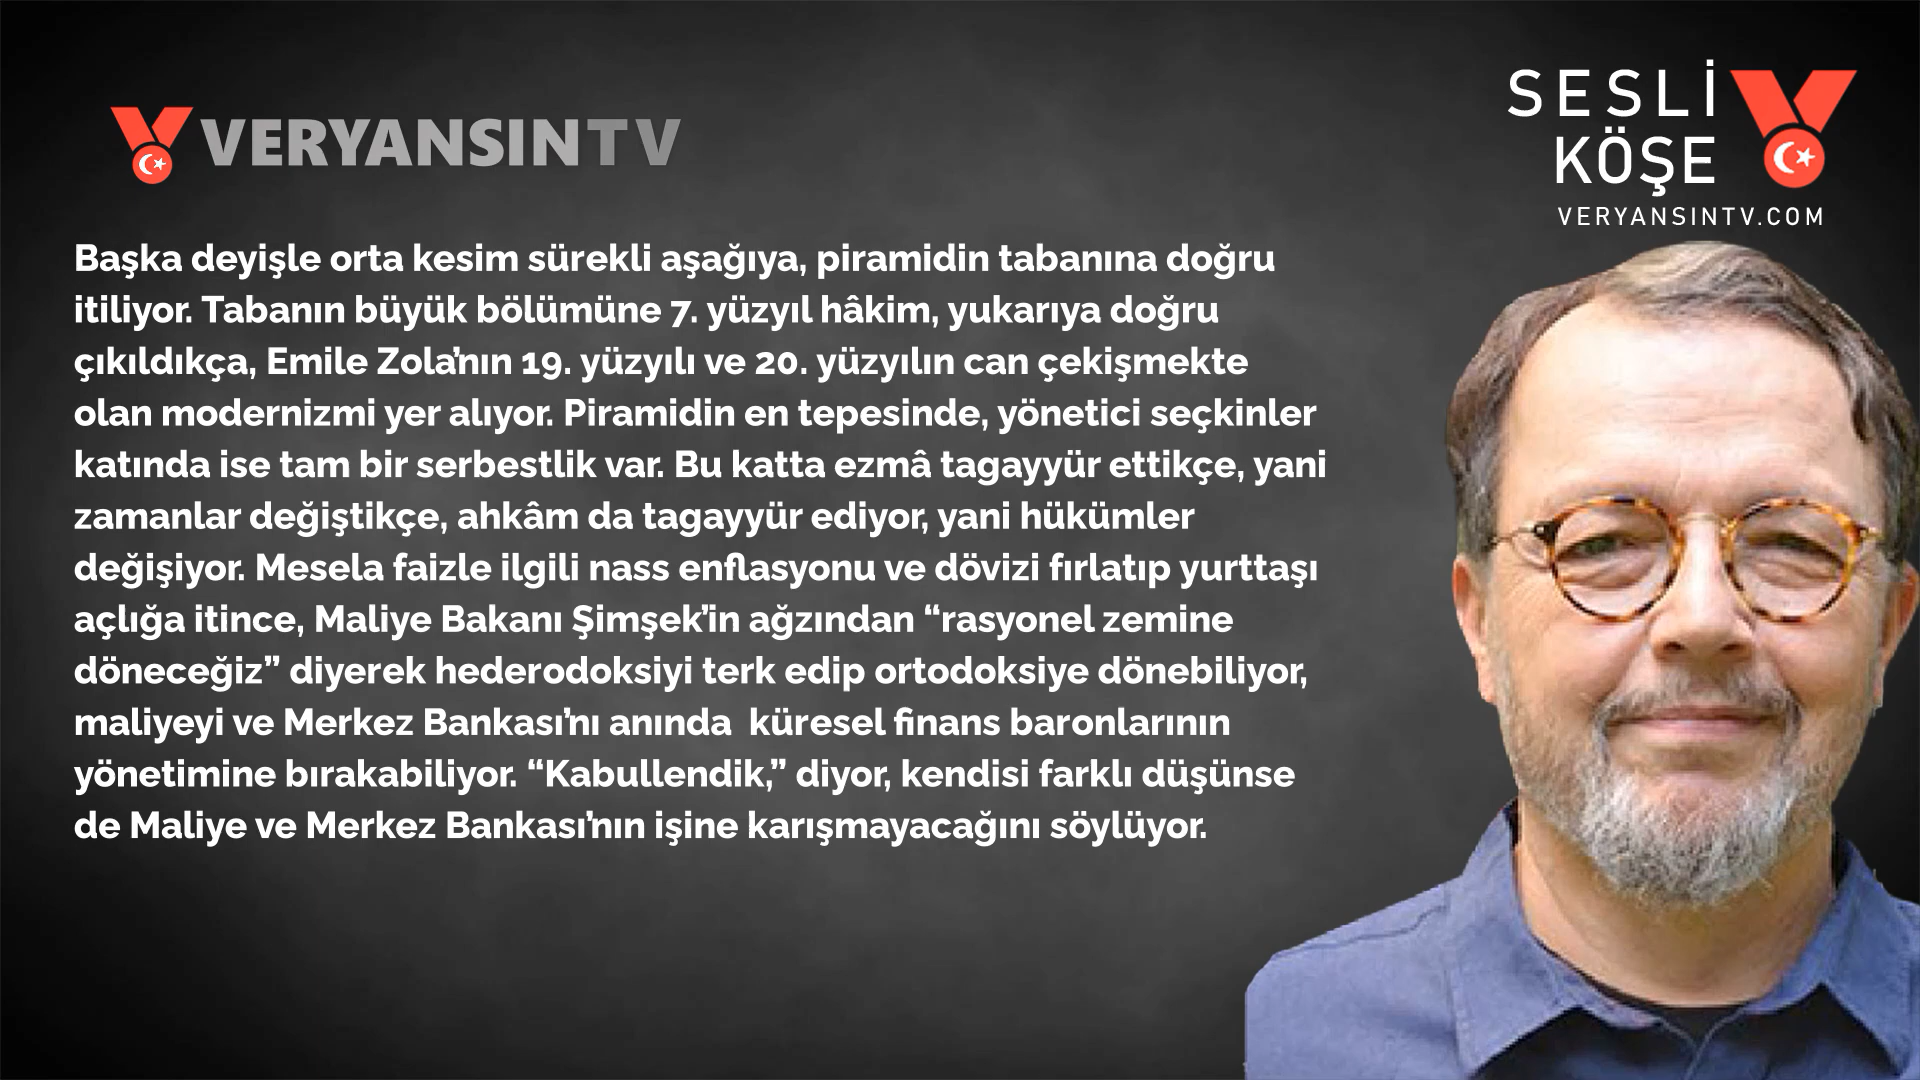 VERYANSINTV
SESLİ
KÖŞE
VERYANSINTV.COM
Başka deyişle orta kesim sürekli aşağıya, piramidin tabanına doğru
itiliyor. Tabanın büyük bölümüne 7. yüzyıl hâkim, yukarıya doğru
çıkıldıkça, Emile Zola’nın 19. yüzyılı ve 20. yüzyılın can çekişmekte
olan modernizmi yer alıyor. Piramidin en tepesinde, yönetici seçkinler
katında ise tam bir serbestlik var. Bu katta ezmâ tagayyür ettikçe, yani
zamanlar değiştikçe, ahkâm da tagayyür ediyor, yani hükümler
değişiyor. Mesela faizle ilgili nass enflasyonu ve dövizi fırlatıp yurttaşı
açlığa itince, Maliye Bakanı Şimşek’in ağzından “rasyonel zemine
döneceğiz” diyerek hederodoksiyi terk edip ortodoksiye dönebiliyor,
maliyeyi ve Merkez Bankası’nı anında  küresel finans baronlarının
yönetimine bırakabiliyor. “Kabullendik,” diyor, kendisi farklı düşünse
de Maliye ve Merkez Bankası’nın işine karışmayacağını söylüyor.